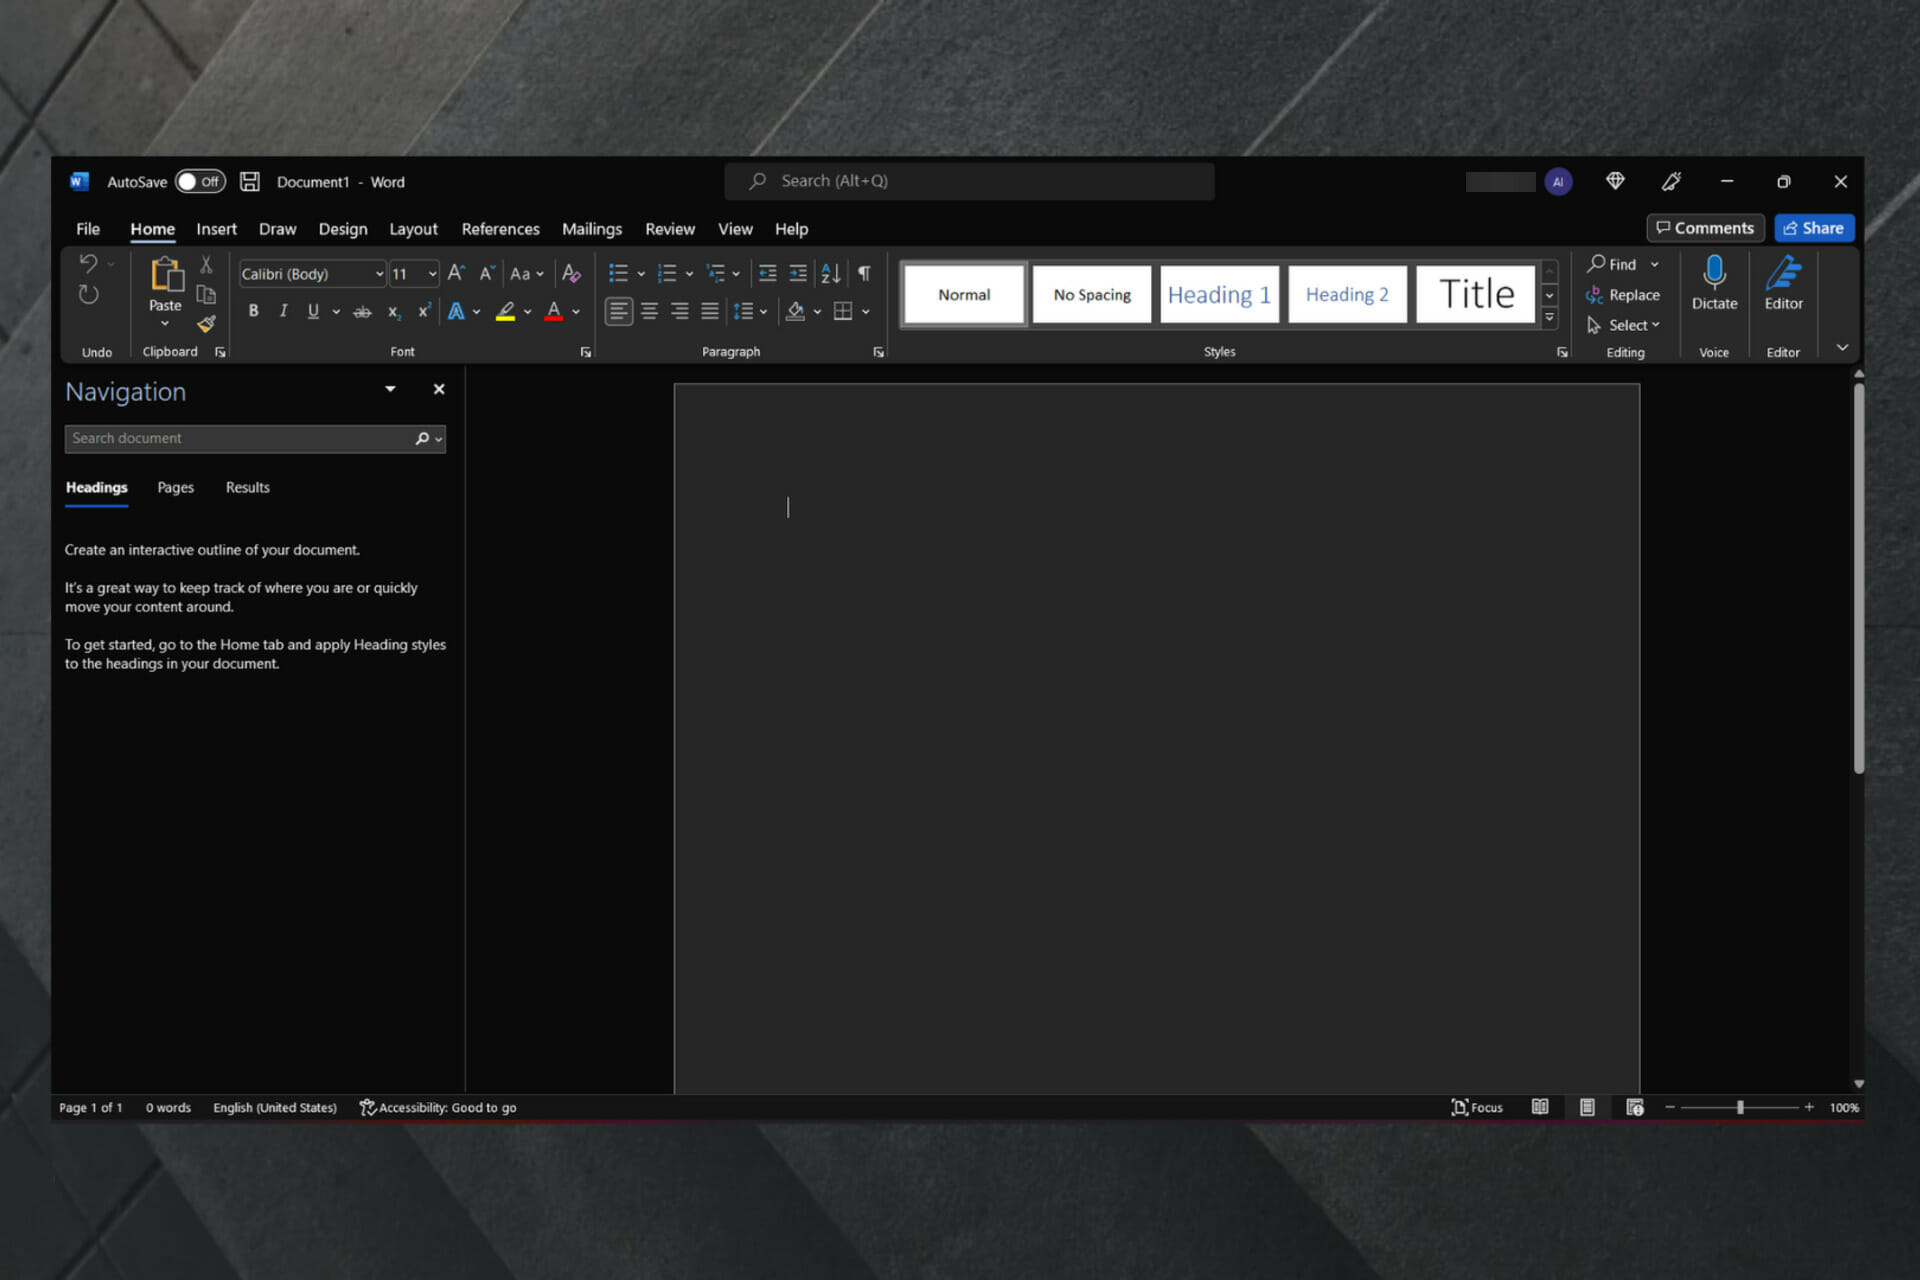 AutoSave Off Document1 - Word Search (Alt+Q) AI
File Home Insert Draw Design Layout References Mailings Review View Help Comments Share
Calibri (Body) 11 Aa
Paste
B I U ab x₂ x² A A
Normal No Spacing Heading 1 Heading 2 Title
Find
Replace
Select
Dictate Editor
Undo Clipboard Font Paragraph Styles Editing Voice Editor
Navigation
Search document
Headings Pages Results
Create an interactive outline of your document.
It's a great way to keep track of where you are or quickly
move your content around.
To get started, go to the Home tab and apply Heading styles
to the headings in your document.
Page 1 of 1 0 words English (United States) Accessibility: Good to go Focus 100%